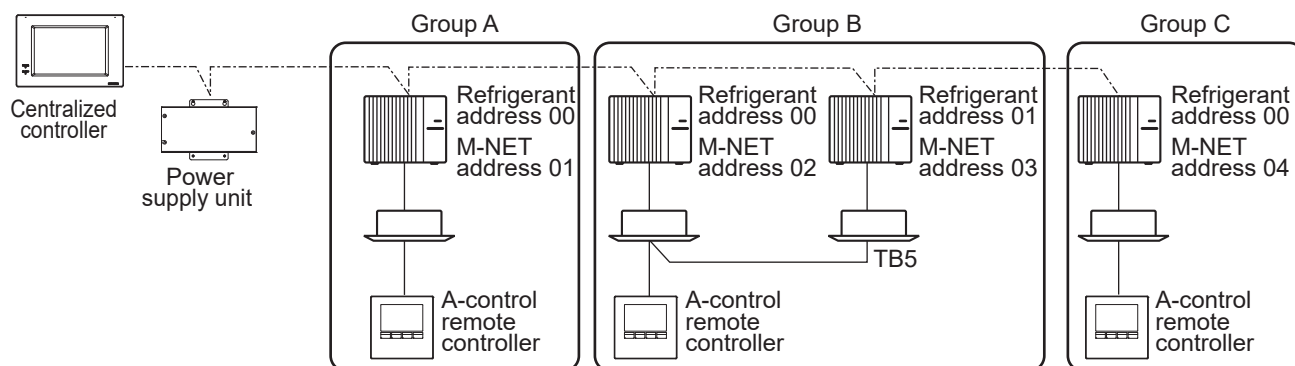 Group A
Group B
Group C
Centralized
controller
Power
supply unit
Refrigerant
address 00
M-NET
address 01
Refrigerant
address 00
M-NET
address 02
Refrigerant
address 01
M-NET
address 03
Refrigerant
address 00
M-NET
address 04
TB5
A-control
remote
controller
A-control
remote
controller
A-control
remote
controller